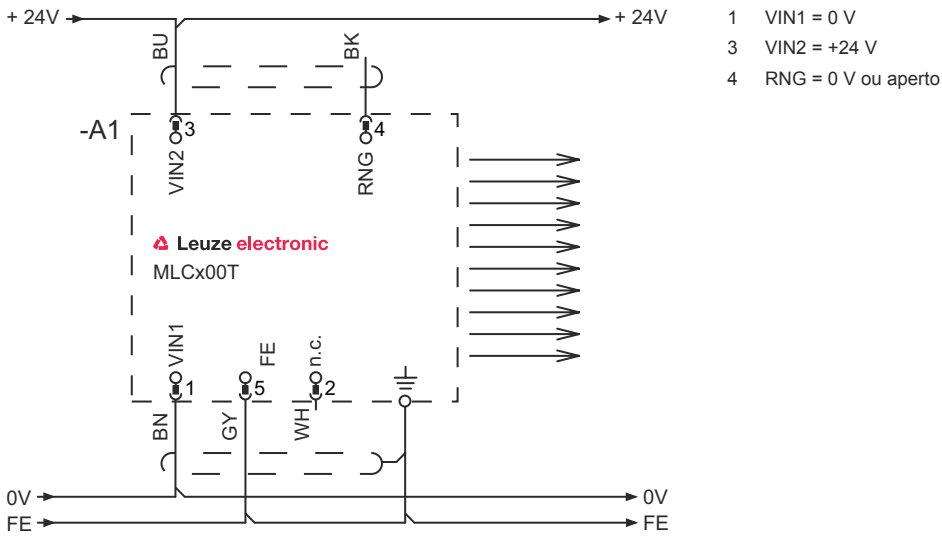 + 24V
+ 24V
1 VIN1 = 0 V
3 VIN2 = +24 V
4 RNG = 0 V ou aperto
BU
BK
-A1
3
4
VIN2
RNG
Leuze electronic
MLCx00T
VIN1
FE
n.c.
1
5
2
BN
GY
WH
0V
0V
FE
FE